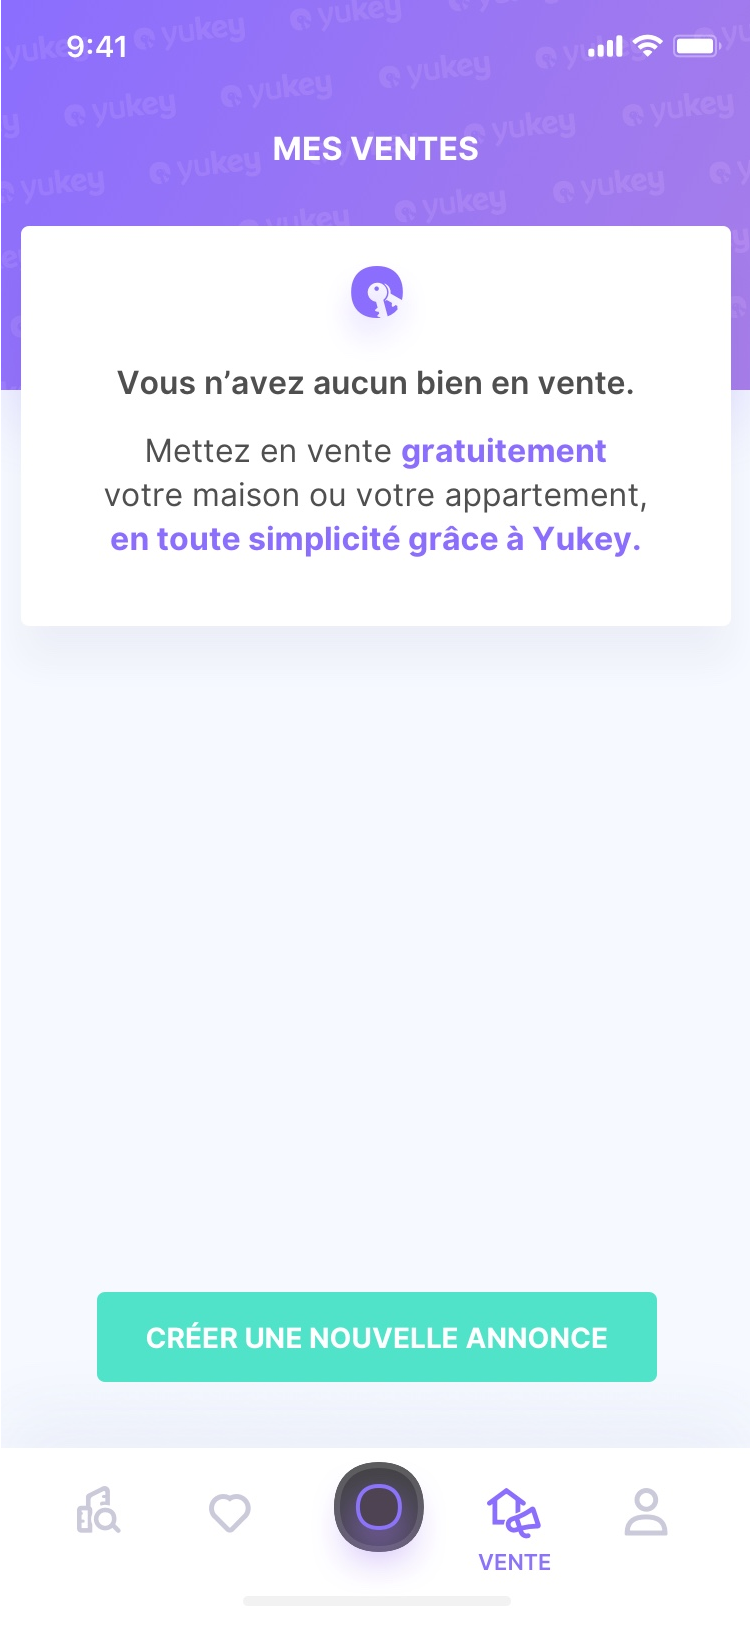 9:41
MES VENTES
Vous n’avez aucun bien en vente.
Mettez en vente gratuitement
votre maison ou votre appartement,
en toute simplicité grâce à Yukey.
CRÉER UNE NOUVELLE ANNONCE
VENTE